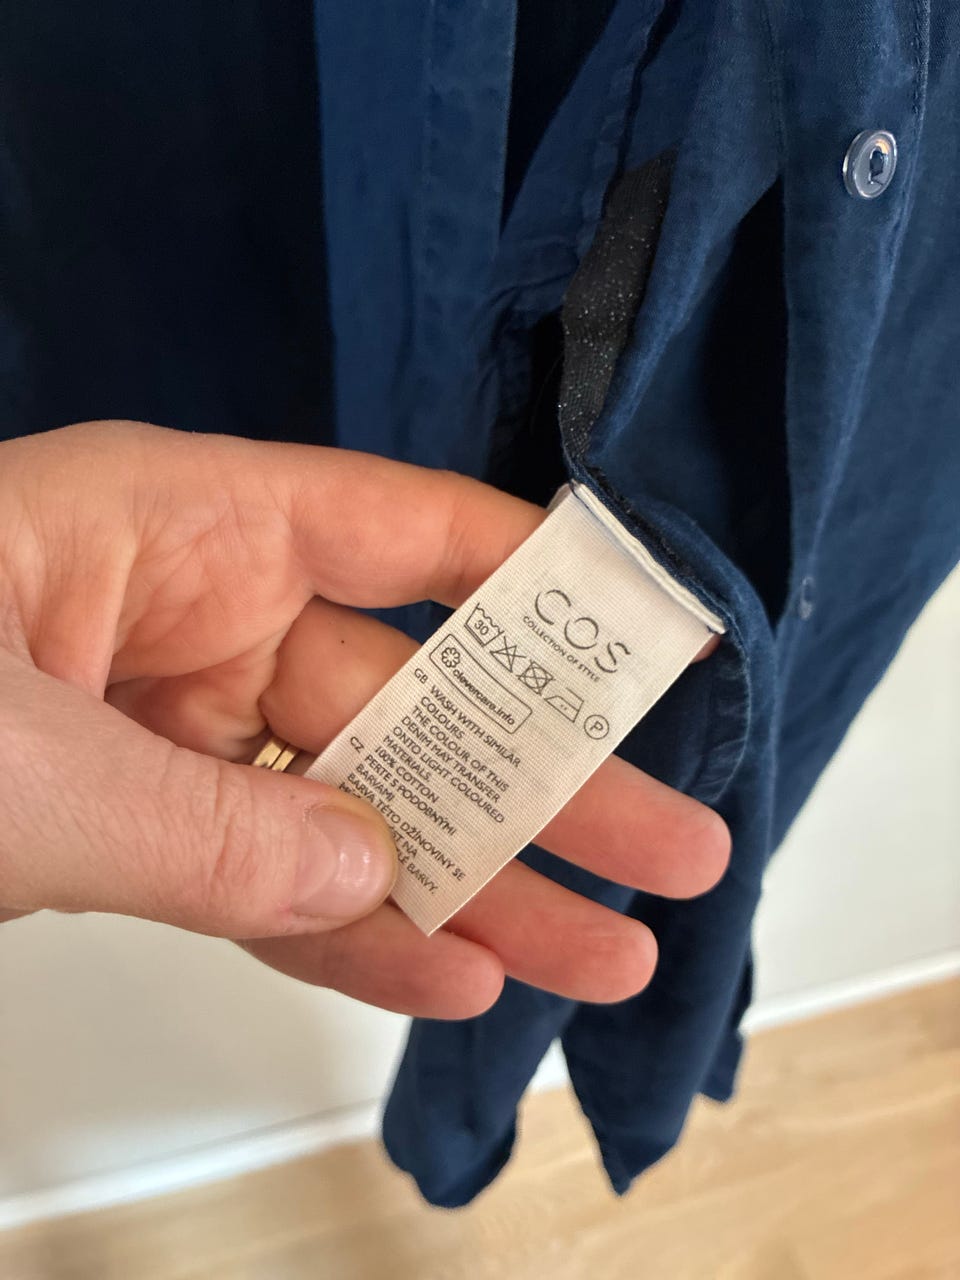 COS
COLLECTION OF STYLE
30
P
clevercare.info
GB WASH WITH SIMILAR
COLOURS
THE COLOUR OF THIS
DENIM MAY TRANSFER
ONTO LIGHT COLOURED
MATERIALS.
100% COTTON
CZ PERTE S PODOBNÝMI
BARVAMI
BARVA TÉTO DŽÍNOVINY SE
NA
BARVY.